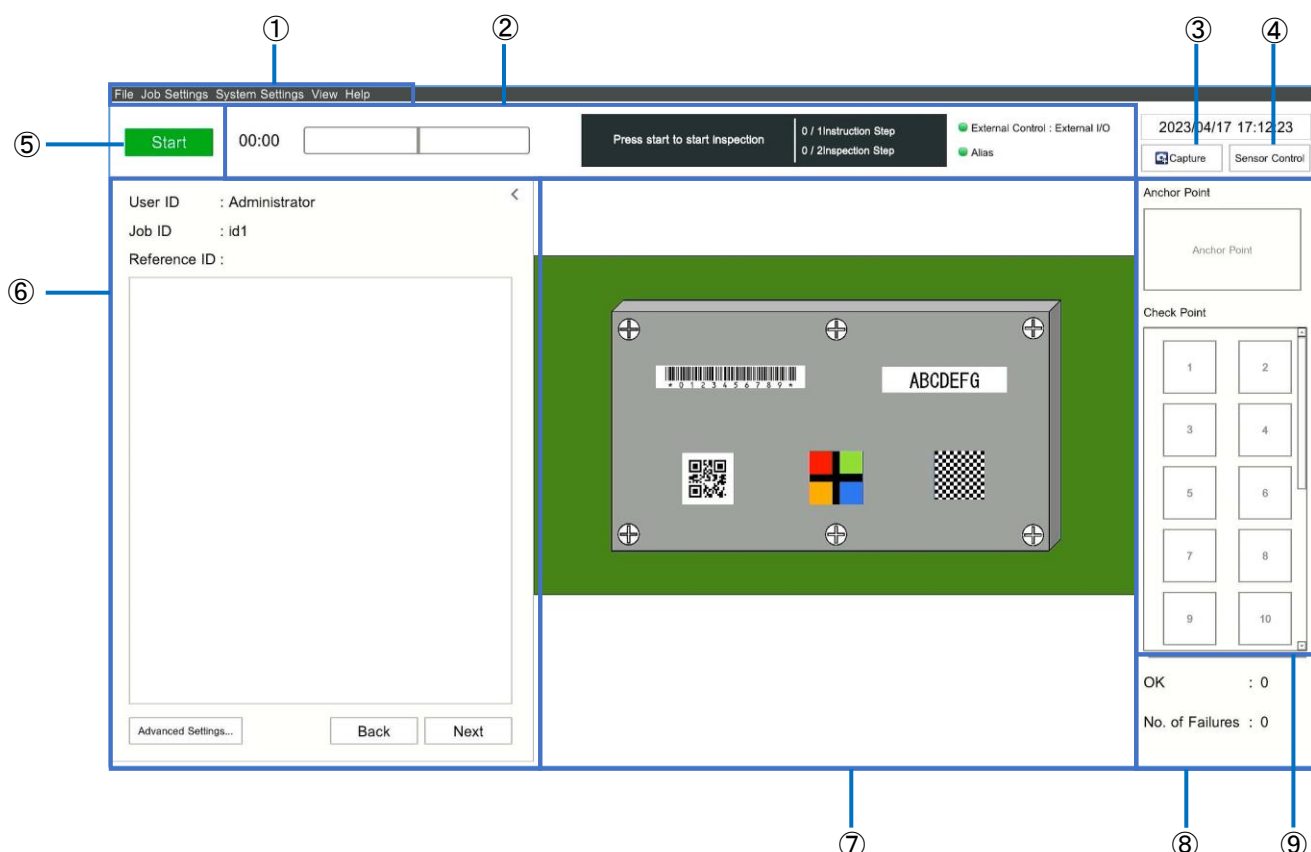 ① ② ③ ④
File Job Settings System Settings View Help
⑤ Start 00:00 Press start to start inspection 0 / 1Instruction Step External Control : External I/O 2023/04/17 17:12:23
0 / 2Inspection Step Alias Capture Sensor Control
User ID : Administrator <
Job ID : id1
Reference ID :
⑥
Anchor Point
Anchor Point
Check Point
*0123456789*
ABCDEFG
1 2
3 4
5 6
7 8
9 10
OK : 0
No. of Failures : 0
Advanced Settings... Back Next
⑦ ⑧ ⑨